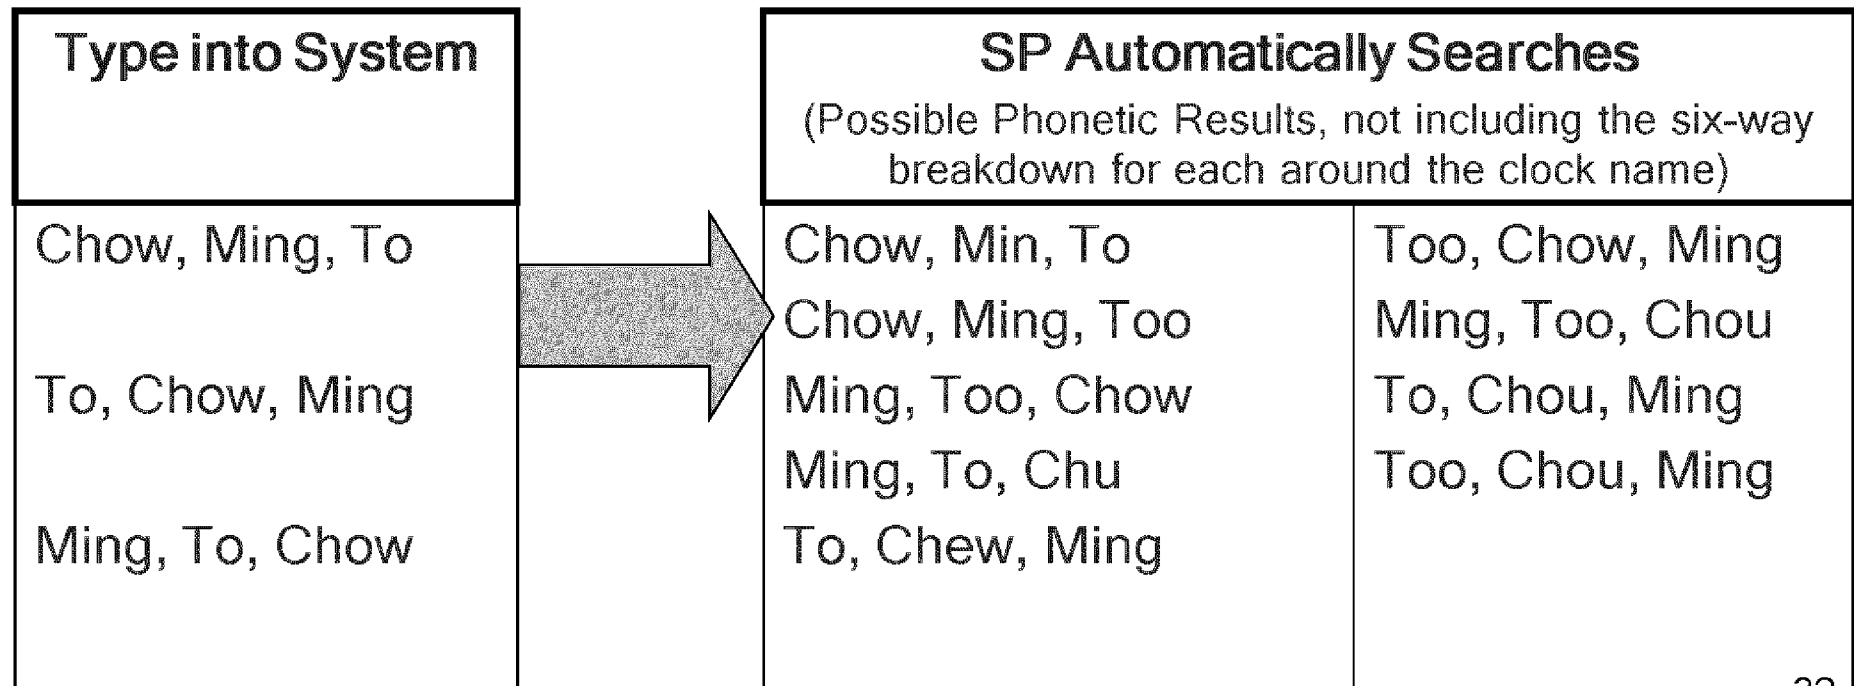 Type into System
SP Automatically Searches
(Possible Phonetic Results, not including the six-way
breakdown for each around the clock name)
Chow, Ming, To
To, Chow, Ming
Ming, To, Chow
Chow, Min, To
Chow, Ming, Too
Ming, Too, Chow
Ming, To, Chu
To, Chew, Ming
Too, Chow, Ming
Ming, Too, Chou
To, Chou, Ming
Too, Chou, Ming